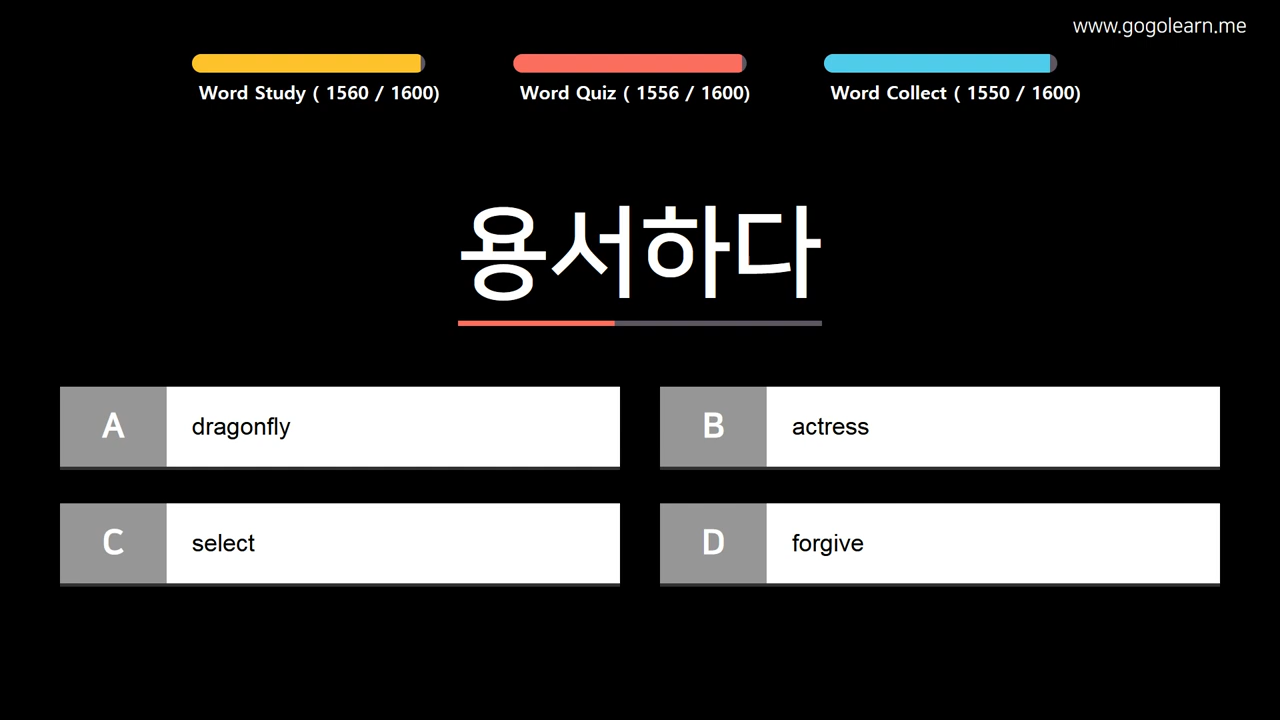 www.gogolearn.me
Word Study ( 1560 / 1600)
Word Quiz ( 1556 / 1600)
Word Collect ( 1550 / 1600)
용서하다
A dragonfly
B actress
C select
D forgive